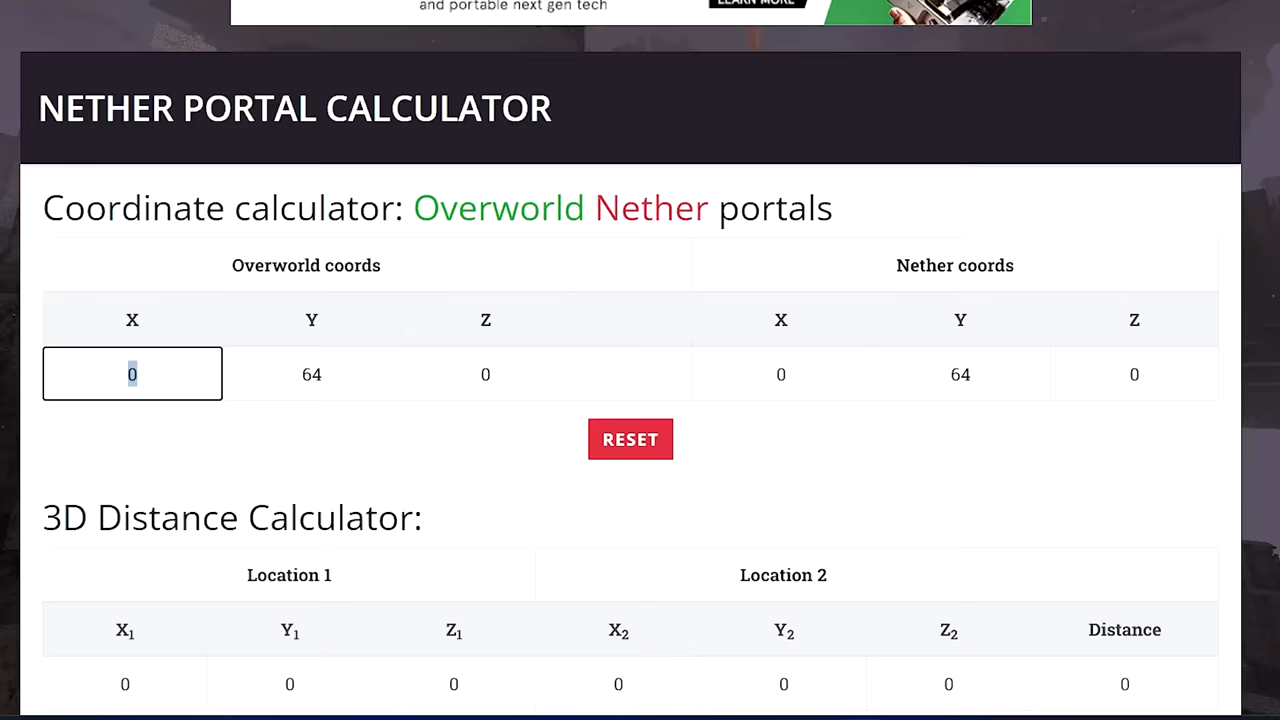 and portable next gen tech
LEARN MORE
NETHER PORTAL CALCULATOR
Coordinate calculator: Overworld Nether portals
Overworld coords Nether coords
X Y Z X Y Z
0 64 0 0 64 0
RESET
3D Distance Calculator:
Location 1 Location 2
X₁ Y₁ Z₁ X₂ Y₂ Z₂ Distance
0 0 0 0 0 0 0